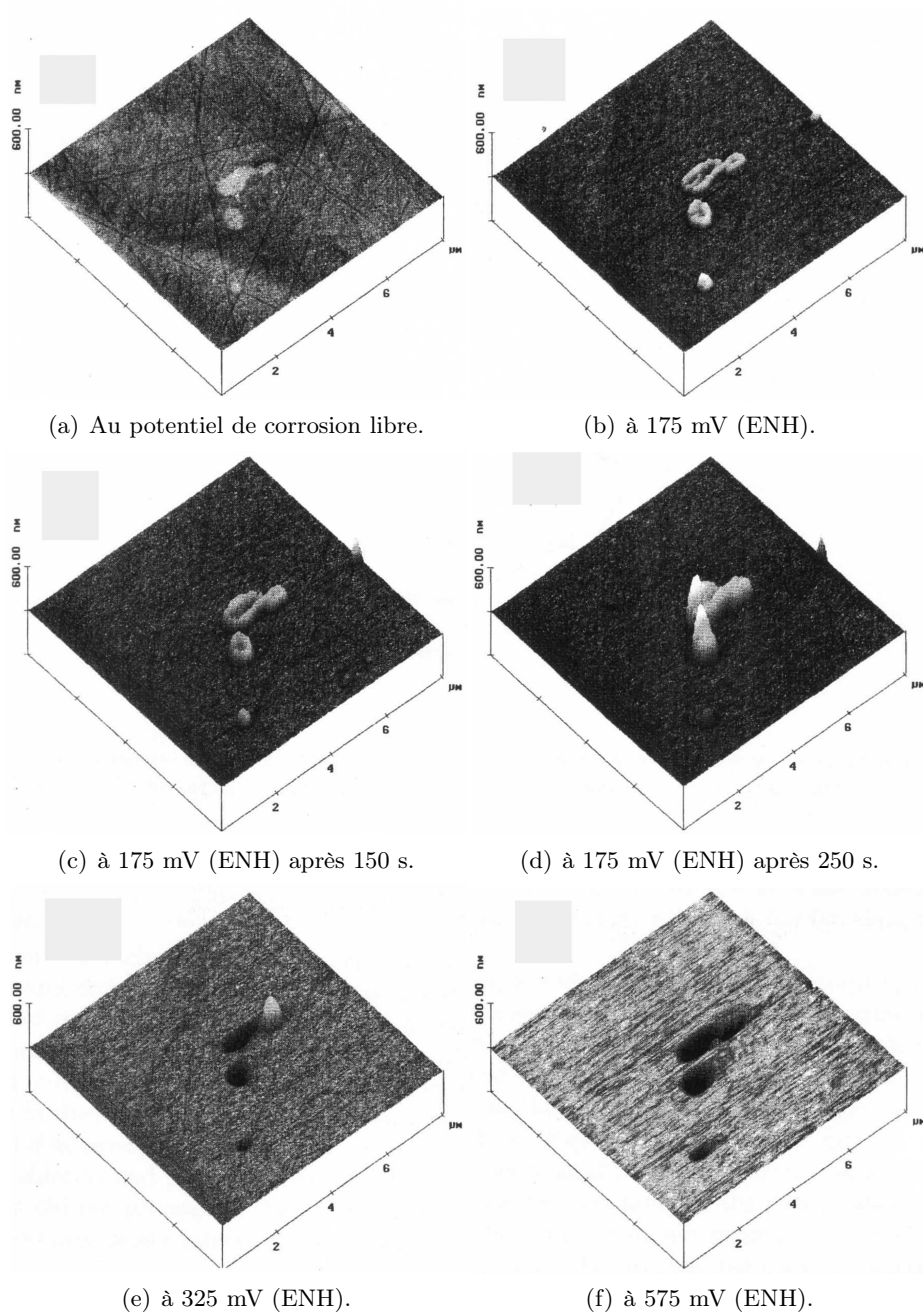 600.00 nM
μM
2
4
6
(a) Au potentiel de corrosion libre.
600.00 nM
μM
2
4
6
(b) à 175 mV (ENH).
600.00 nM
μM
2
4
6
(c) à 175 mV (ENH) après 150 s.
600.00 nM
μM
2
4
6
(d) à 175 mV (ENH) après 250 s.
600.00 nM
μM
2
4
6
(e) à 325 mV (ENH).
600.00 nM
μM
2
4
6
(f) à 575 mV (ENH).